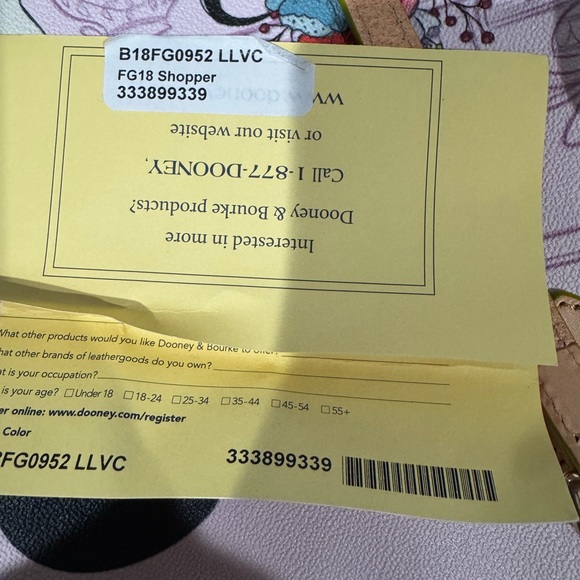 B18FG0952 LLVC
FG18 Shopper
333899339
Interested in more
Dooney & Bourke products?
Call 1-877-DOONEY,
or visit our website
What other products would you like Dooney & Bourke to
hat other brands of leathergoods do you own?
at is your occupation?
is your age? □ Under 18 □ 18-24 □ 25-34 □ 35-44 □ 45-54 □ 55+
er online: www.dooney.com/register
Color
FG0952 LLVC
333899339